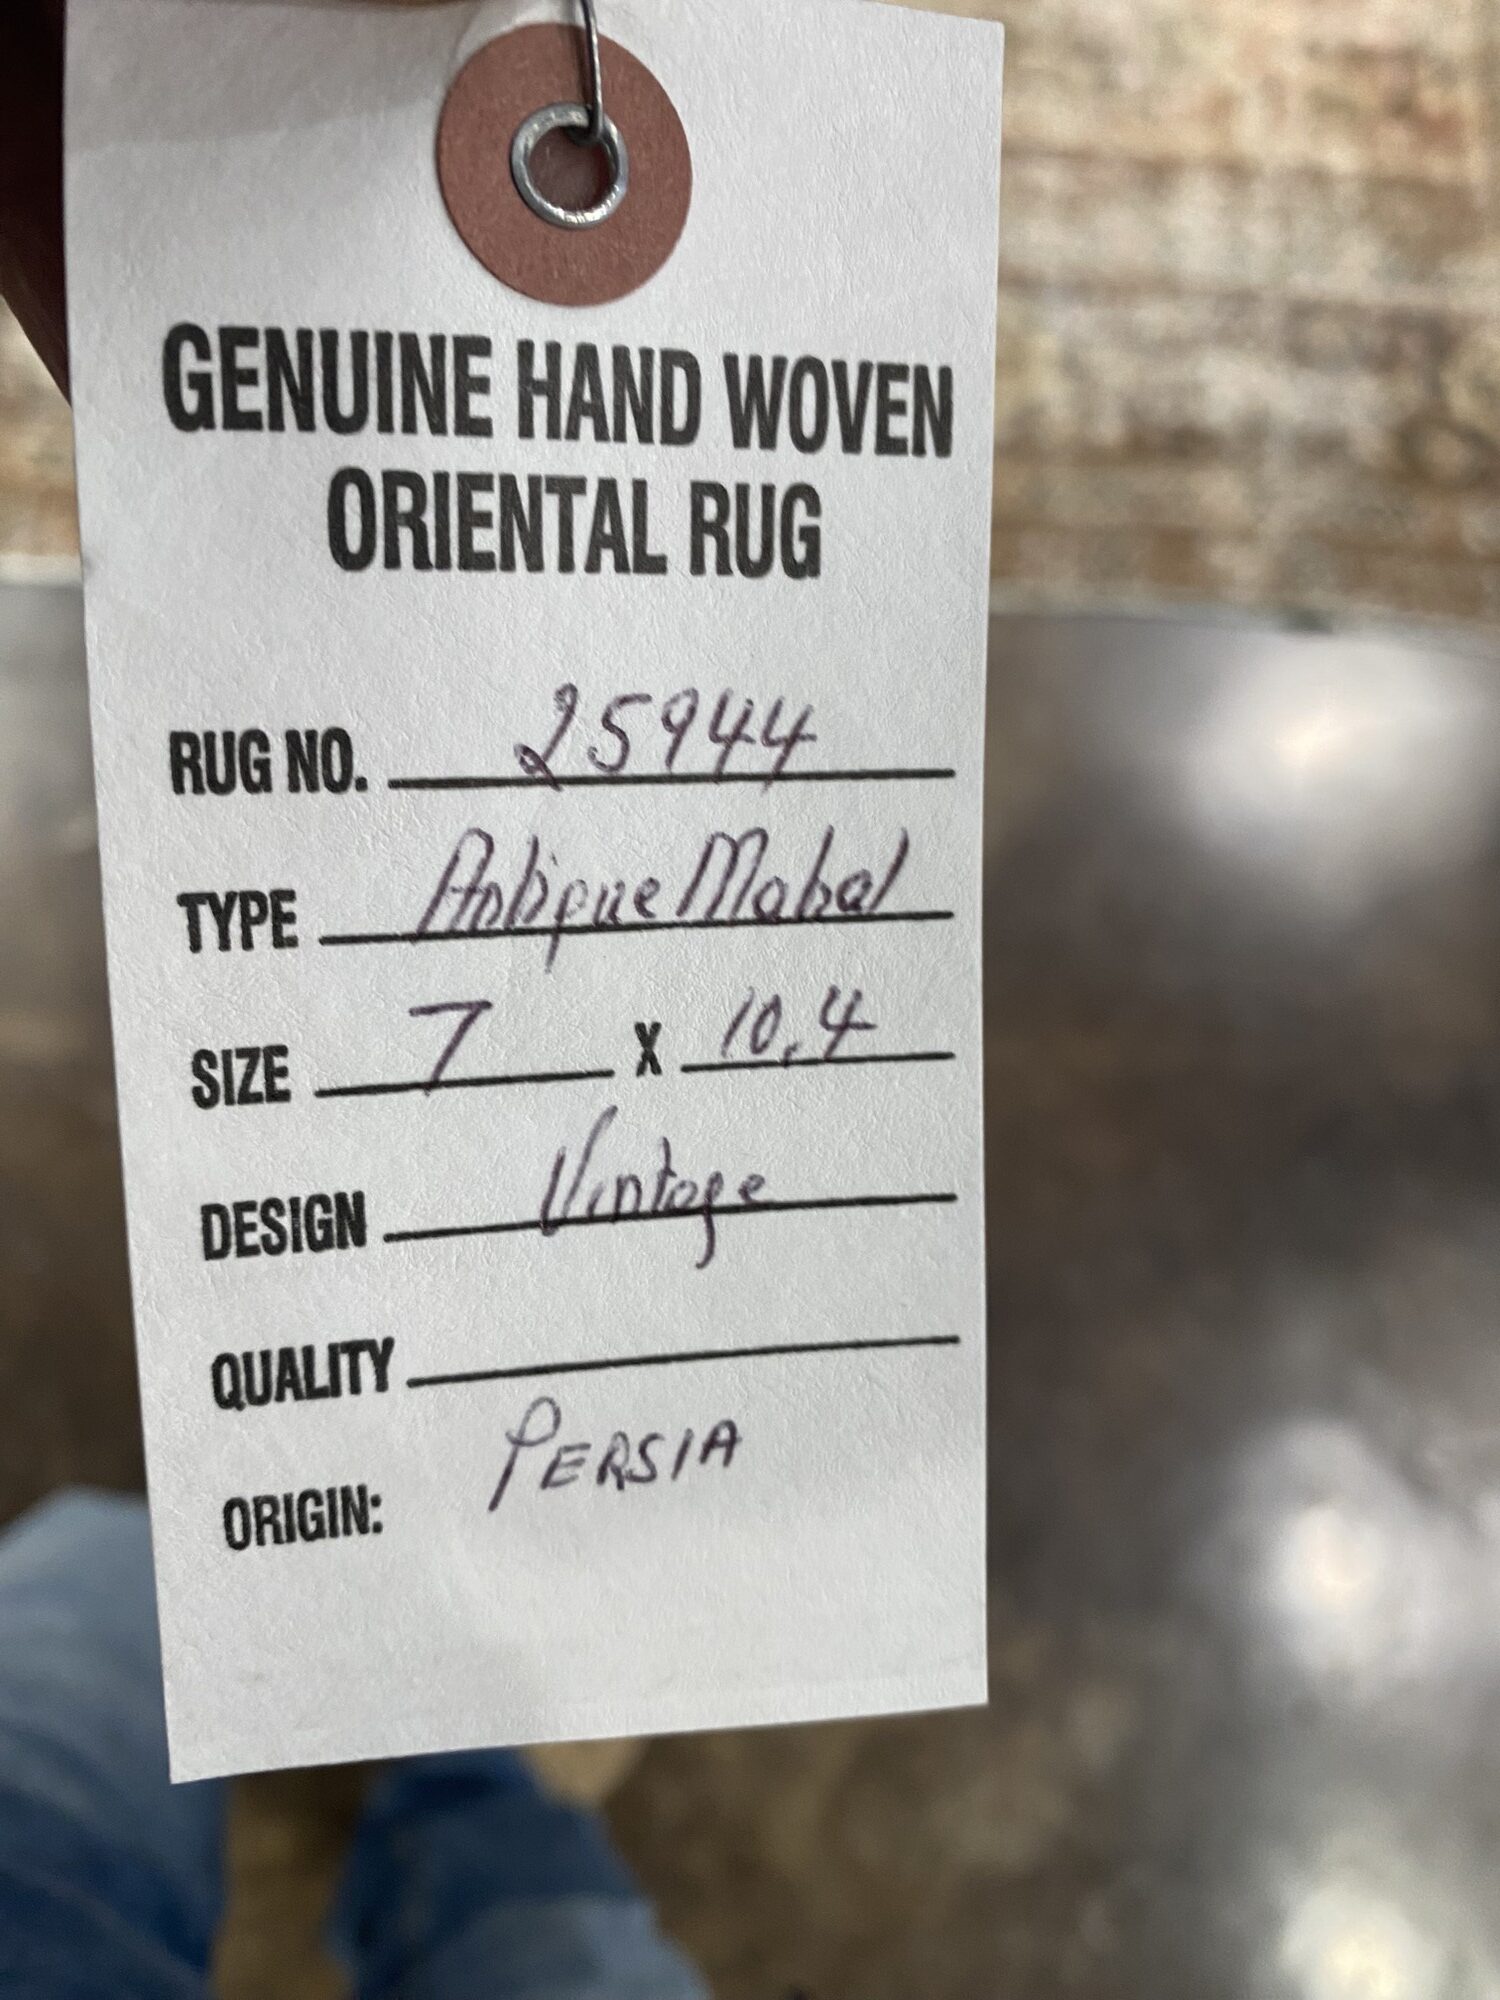 GENUINE HAND WOVEN
ORIENTAL RUG
RUG NO. 25944
TYPE Antique Mahal
SIZE 7 X 10,4
DESIGN Vintage
QUALITY
ORIGIN: PERSIA